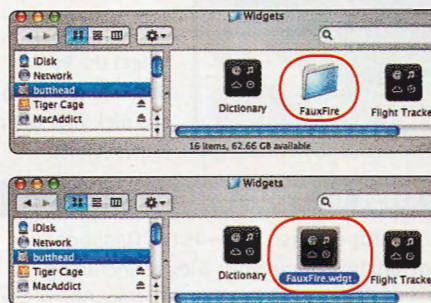 Widgets
iDisk
Network
butthead
Tiger Cage
MacAddict
Dictionary
FauxFire
Flight Tracke
16 items, 62.66 GB available
Widgets
iDisk
Network
butthead
Tiger Cage
MacAddict
Dictionary
FauxFire.wdgt
Flight Tracke